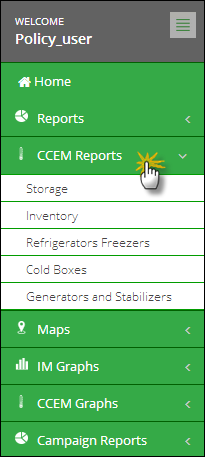 WELCOME
Policy_user
Home
Reports
CCEM Reports
Storage
Inventory
Refrigerators Freezers
Cold Boxes
Generators and Stabilizers
Maps
IM Graphs
CCEM Graphs
Campaign Reports